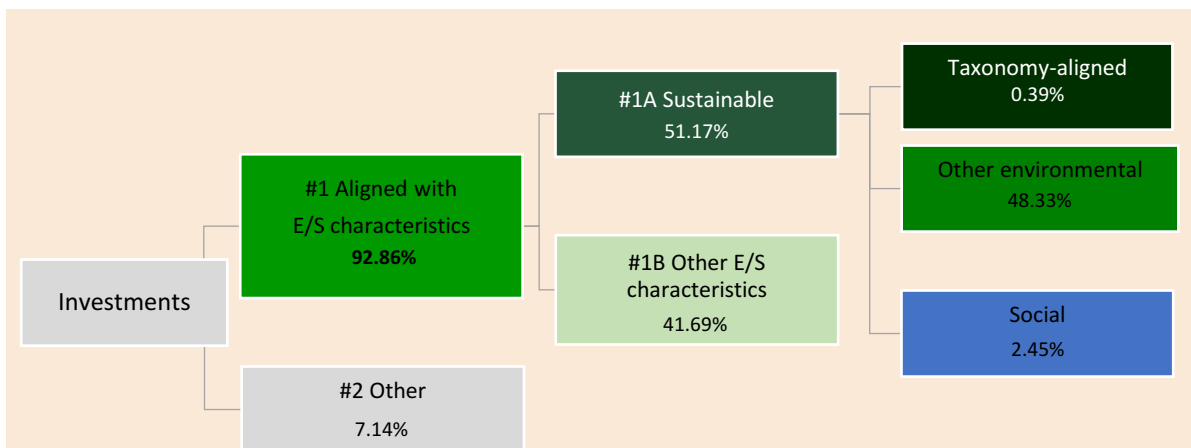 Investments
#1 Aligned with
E/S characteristics
92.86%
#2 Other
7.14%
#1A Sustainable
51.17%
#1B Other E/S
characteristics
41.69%
Taxonomy-aligned
0.39%
Other environmental
48.33%
Social
2.45%